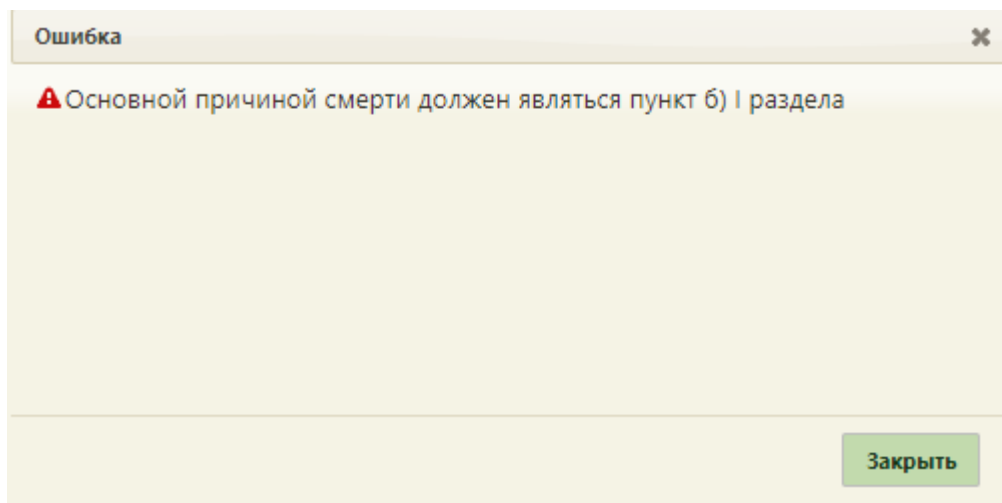 Ошибка
Основной причиной смерти должен являться пункт б) I раздела
Закрыть